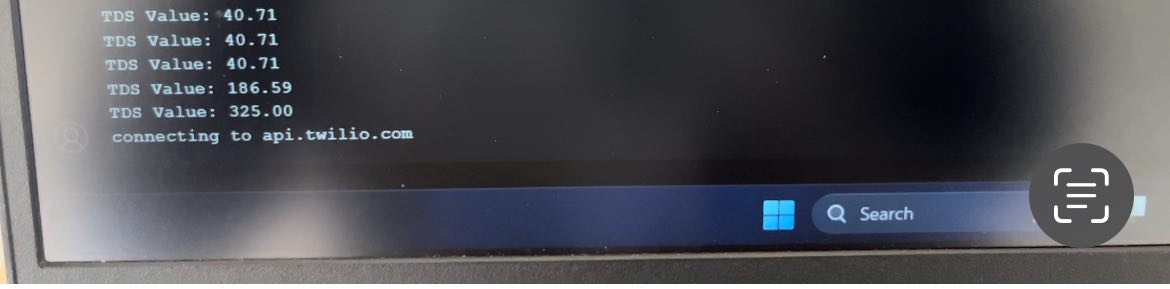 TDS Value: 40.71
TDS Value: 40.71
TDS Value: 40.71
TDS Value: 186.59
TDS Value: 325.00
connecting to api.twilio.com
Search